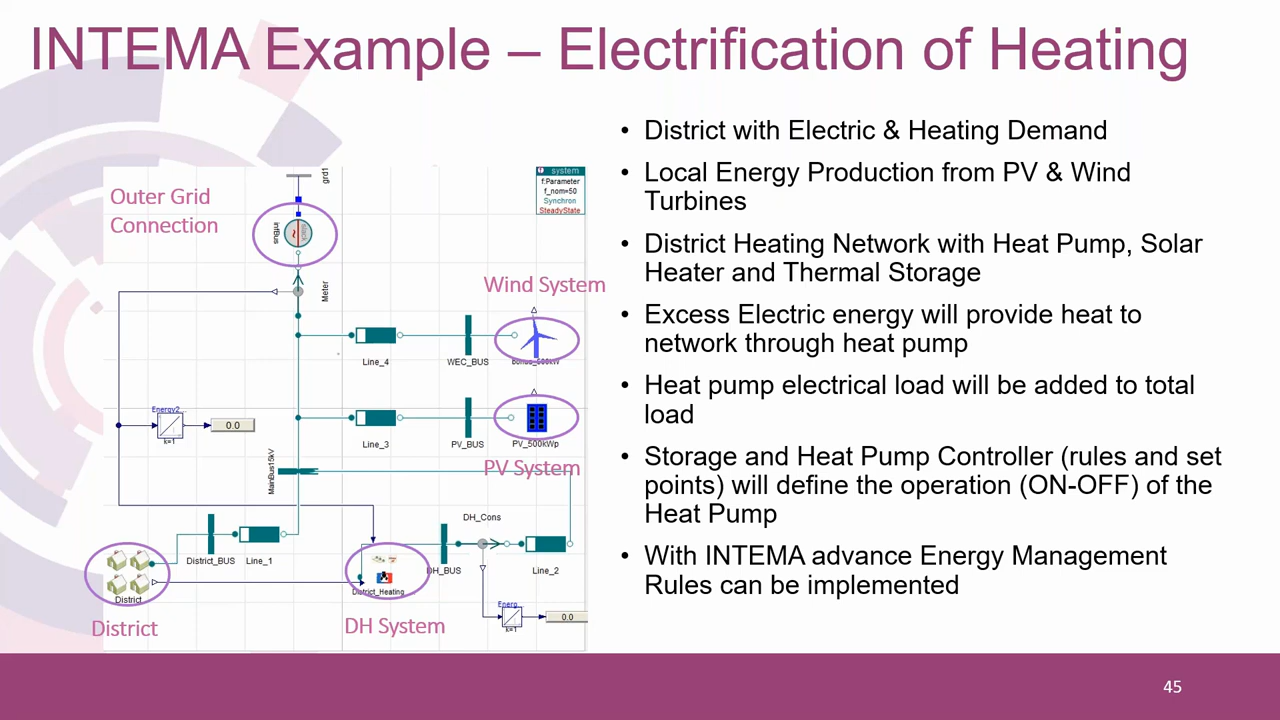 INTEMA Example – Electrification of Heating
Outer Grid
Connection
grd1
system
f:Parameter
f_nom=50
Synchron
SteadyState
Meter
Wind System
Line_4
WEC_BUS
Energy2...
k=1
0.0
Line_3
PV_BUS
PV_500kWp
PV System
MainBus15kV
DH_Cons
District_BUS
Line_1
District
District_Heating
DH_BUS
Line_2
Energ...
k=1
0.0
District
DH System
• District with Electric & Heating Demand
• Local Energy Production from PV & Wind
Turbines
• District Heating Network with Heat Pump, Solar
Heater and Thermal Storage
• Excess Electric energy will provide heat to
network through heat pump
• Heat pump electrical load will be added to total
load
• Storage and Heat Pump Controller (rules and set
points) will define the operation (ON-OFF) of the
Heat Pump
• With INTEMA advance Energy Management
Rules can be implemented
45